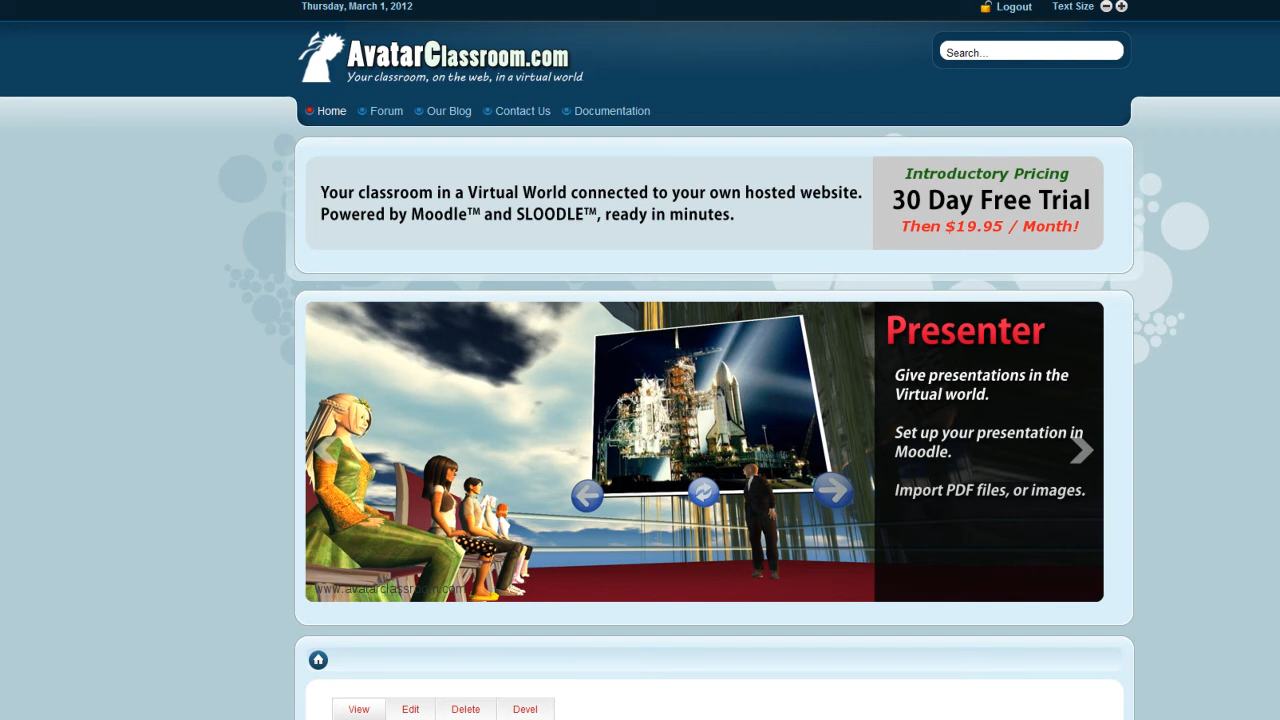 Thursday, March 1, 2012
Logout
Text Size
AvatarClassroom.com
Your classroom, on the web, in a virtual world
Search...
Home
Forum
Our Blog
Contact Us
Documentation
Your classroom in a Virtual World connected to your own hosted website.
Powered by Moodle™ and SLOODLE™, ready in minutes.
Introductory Pricing
30 Day Free Trial
Then $19.95 / Month!
Presenter
Give presentations in the
Virtual world.
Set up your presentation in
Moodle.
Import PDF files, or images.
www.avatarclassroom.com
View
Edit
Delete
Devel